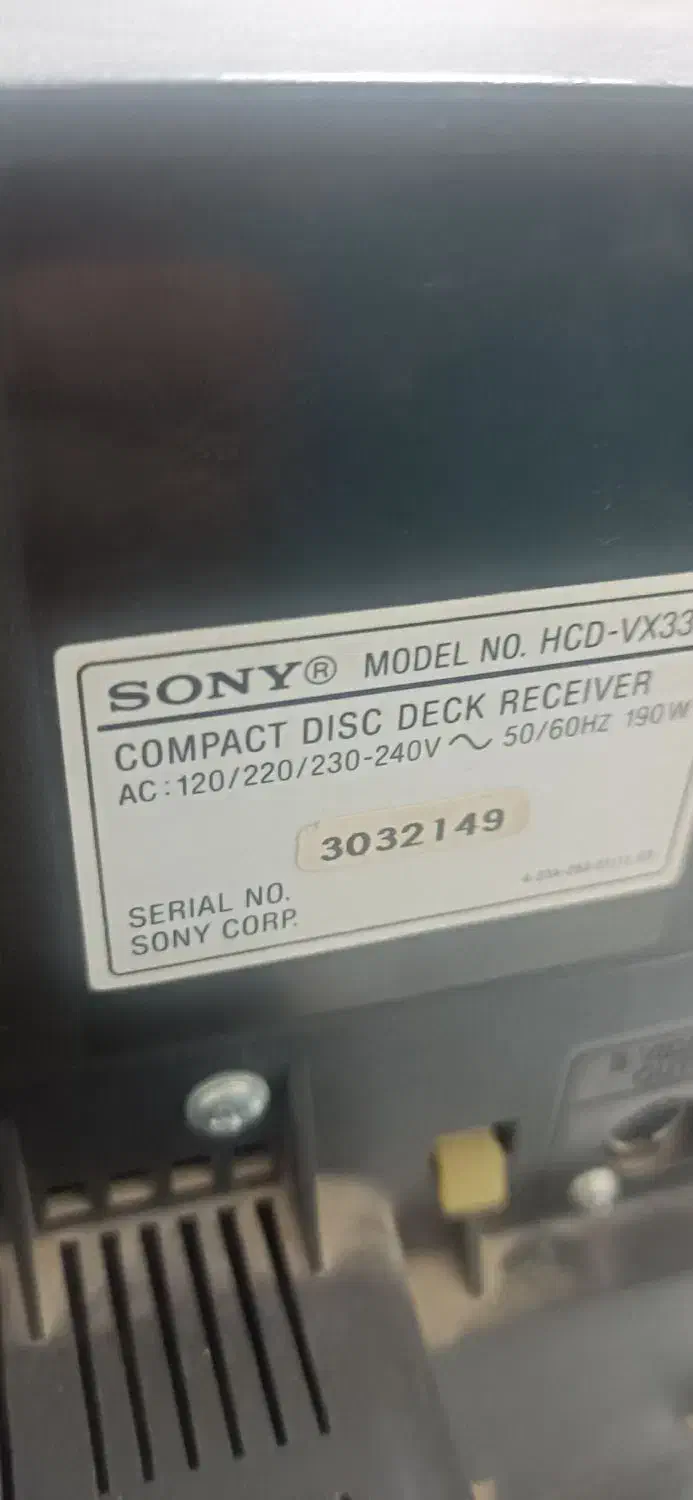 SONY® MODEL NO. HCD-VX33
COMPACT DISC DECK RECEIVER
AC : 120/220/230-240V ~ 50/60HZ 190W
3032149
SERIAL NO.
SONY CORP.